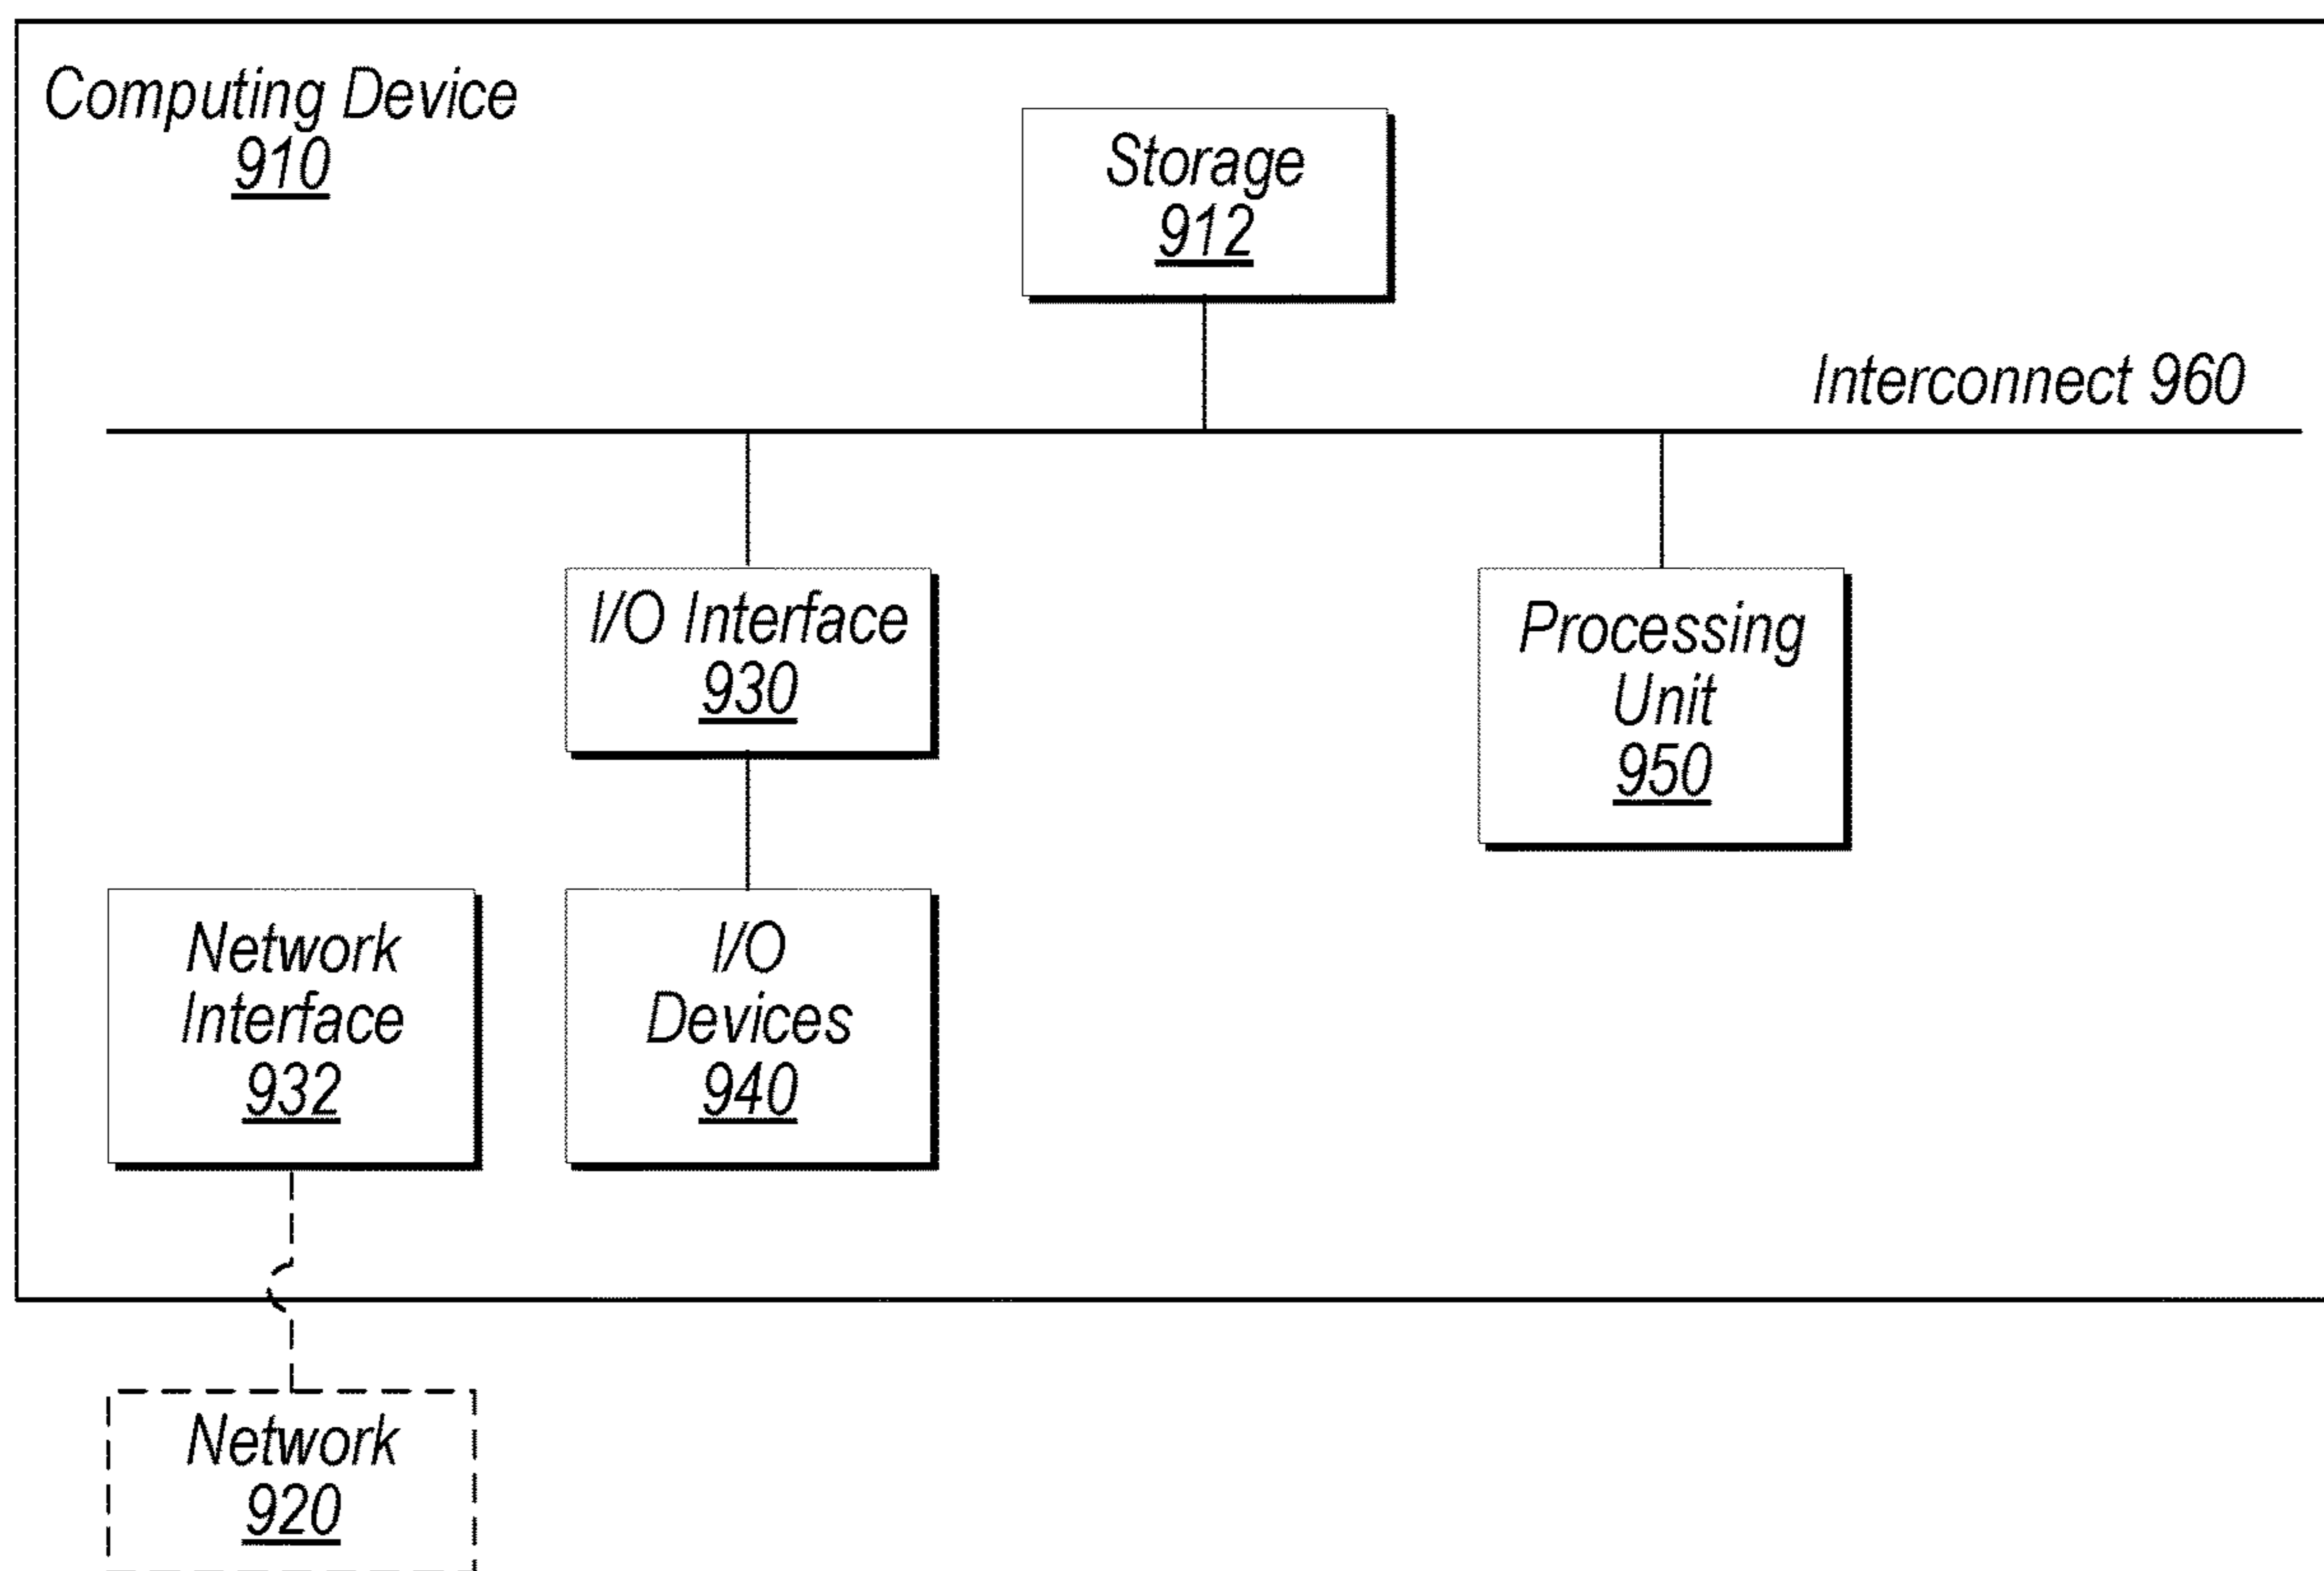 Computing Device
910
Storage
912
Interconnect 960
I/O Interface
930
Processing
Unit
950
Network
Interface
932
I/O
Devices
940
Network
920